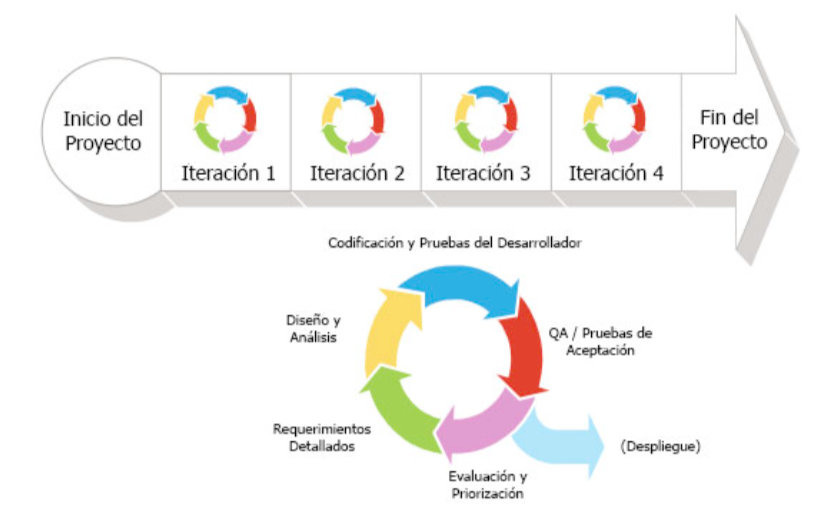 Inicio del
Proyecto
Iteración 1
Iteración 2
Iteración 3
Iteración 4
Fin del
Proyecto
Codificación y Pruebas del Desarrollador
Diseño y
Análisis
QA / Pruebas de
Aceptación
Requerimientos
Detallados
(Despliegue)
Evaluación y
Priorización